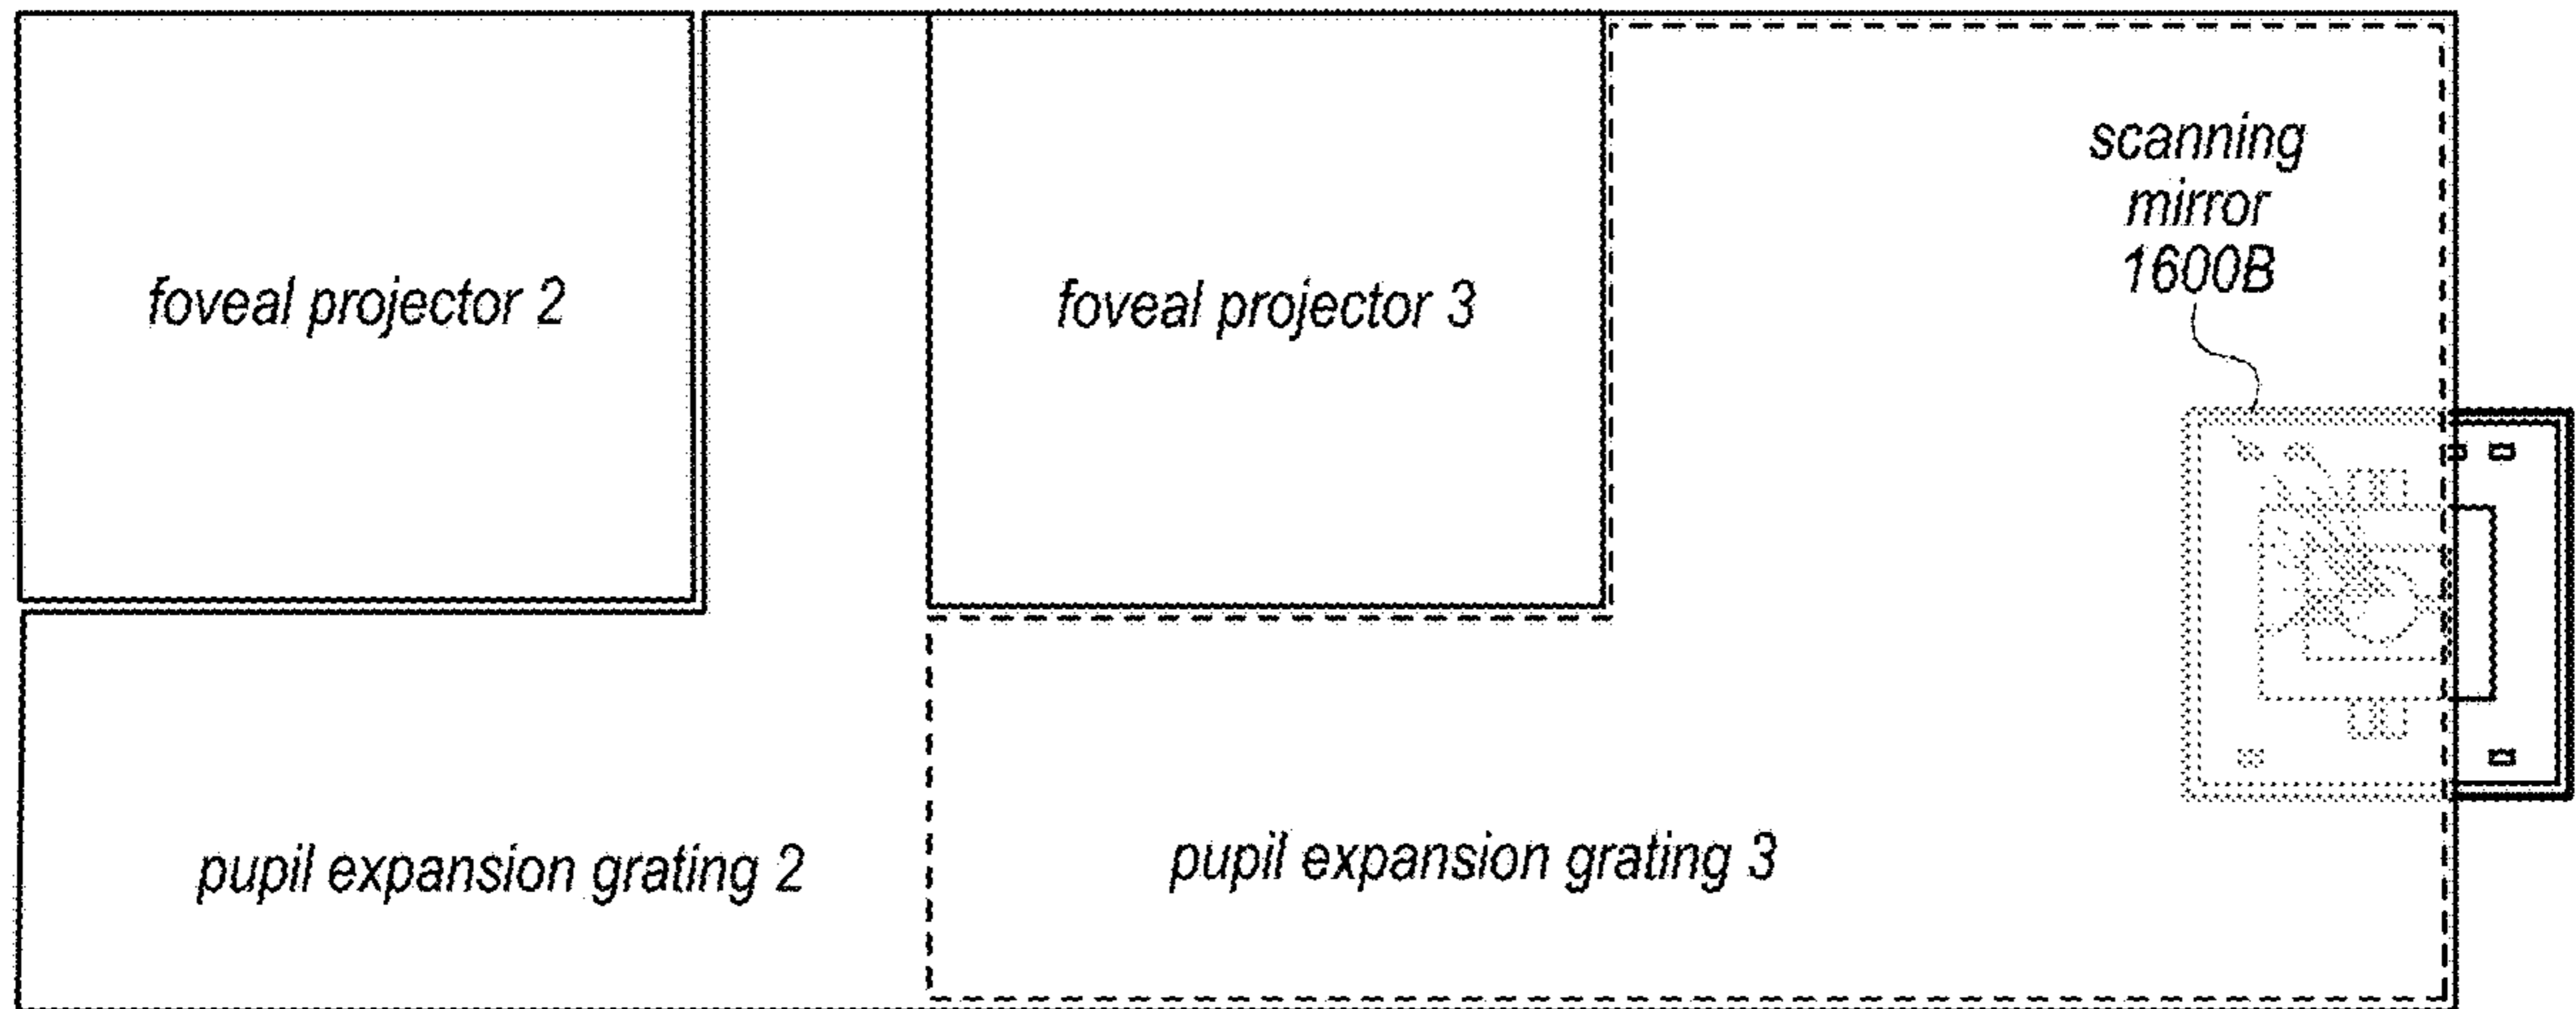 foveal projector 2
foveal projector 3
scanning
mirror
1600B
pupil expansion grating 2
pupil expansion grating 3